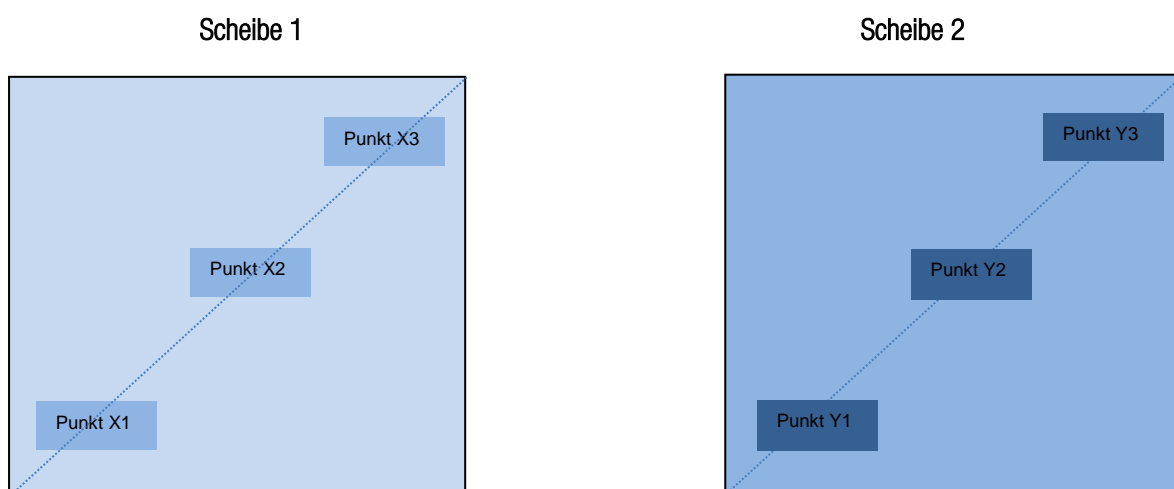 Scheibe 1
Scheibe 2
Punkt X3
Punkt X2
Punkt X1
Punkt Y3
Punkt Y2
Punkt Y1